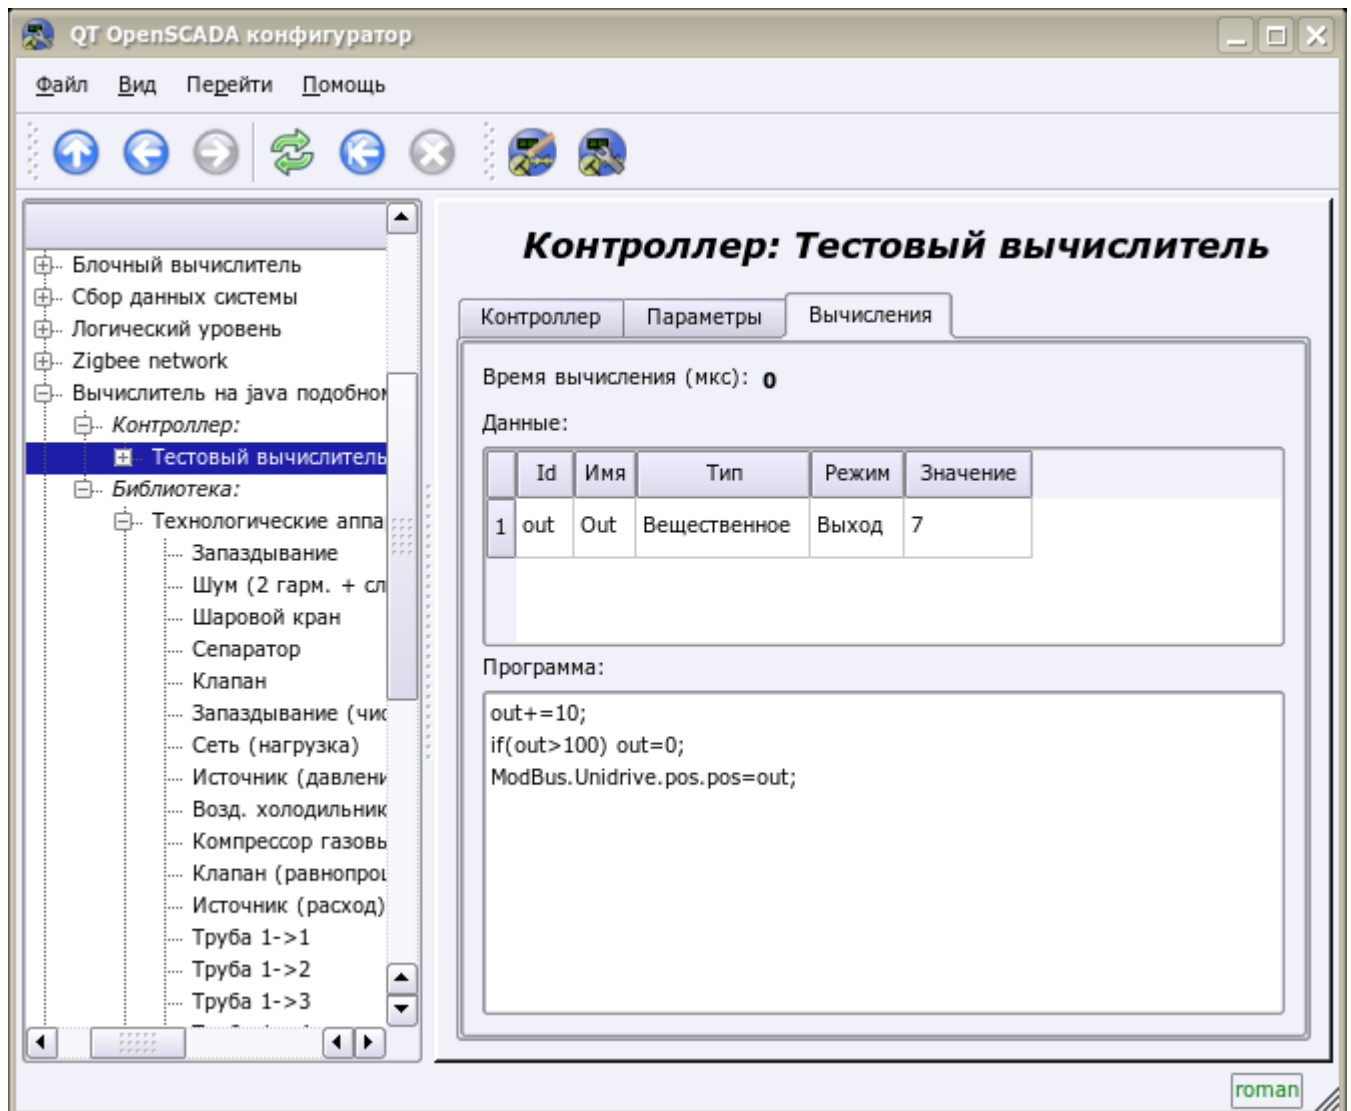 QT OpenSCADA конфигуратор
Файл Вид Перейти Помощь
Блочный вычислитель
Сбор данных системы
Логический уровень
Zigbee network
Вычислитель на java подобном
Контроллер:
Тестовый вычислитель
Библиотека:
Технологические аппа
Запаздывание
Шум (2 гарм. + сл
Шаровой кран
Сепаратор
Клапан
Запаздывание (чис
Сеть (нагрузка)
Источник (давлени
Возд. холодильник
Компрессор газовы
Клапан (равнопроц
Источник (расход)
Труба 1->1
Труба 1->2
Труба 1->3
Контроллер: Тестовый вычислитель
Контроллер Параметры Вычисления
Время вычисления (мкс): 0
Данные:
Id Имя Тип Режим Значение
1 out Out Вещественное Выход 7
Программа:
out+=10;
if(out>100) out=0;
ModBus.Unidrive.pos.pos=out;
roman